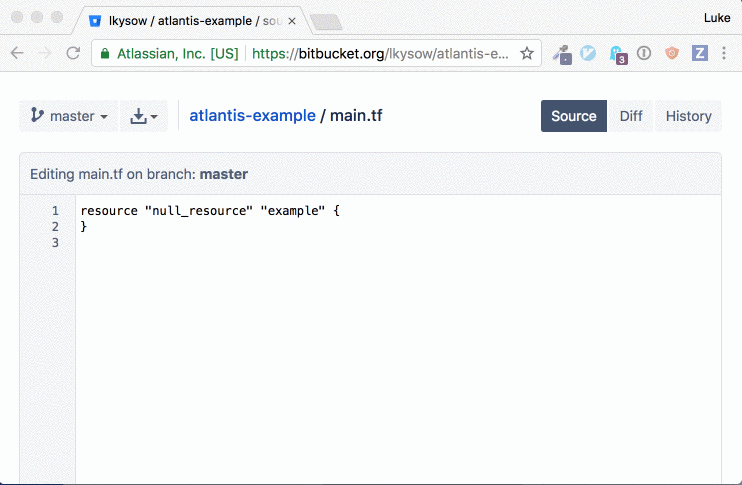 lkysow / atlantis-example / sou
Luke
Atlassian, Inc. [US] https://bitbucket.org/lkysow/atlantis-e...
3
Z
master
atlantis-example / main.tf
Source Diff History
Editing main.tf on branch: master
1 resource "null_resource" "example" {
2 }
3